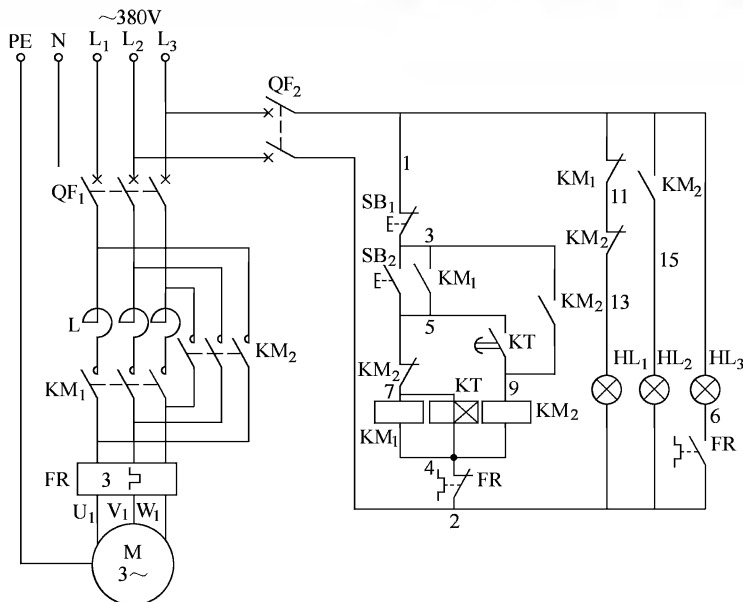 ~380V
PE N L₁ L₂ L₃
QF₂
QF₁
1
KM₁
11
KM₂
SB₁
3
KM₂
SB₂
KM₁
15
KM₂
13
L
5
KT
KM₂
KM₁
KM₂
KT
HL₁ HL₂ HL₃
7
9
6
KM₁
KM₂
FR
FR 3
4
FR
U₁ V₁ W₁
2
M
3~